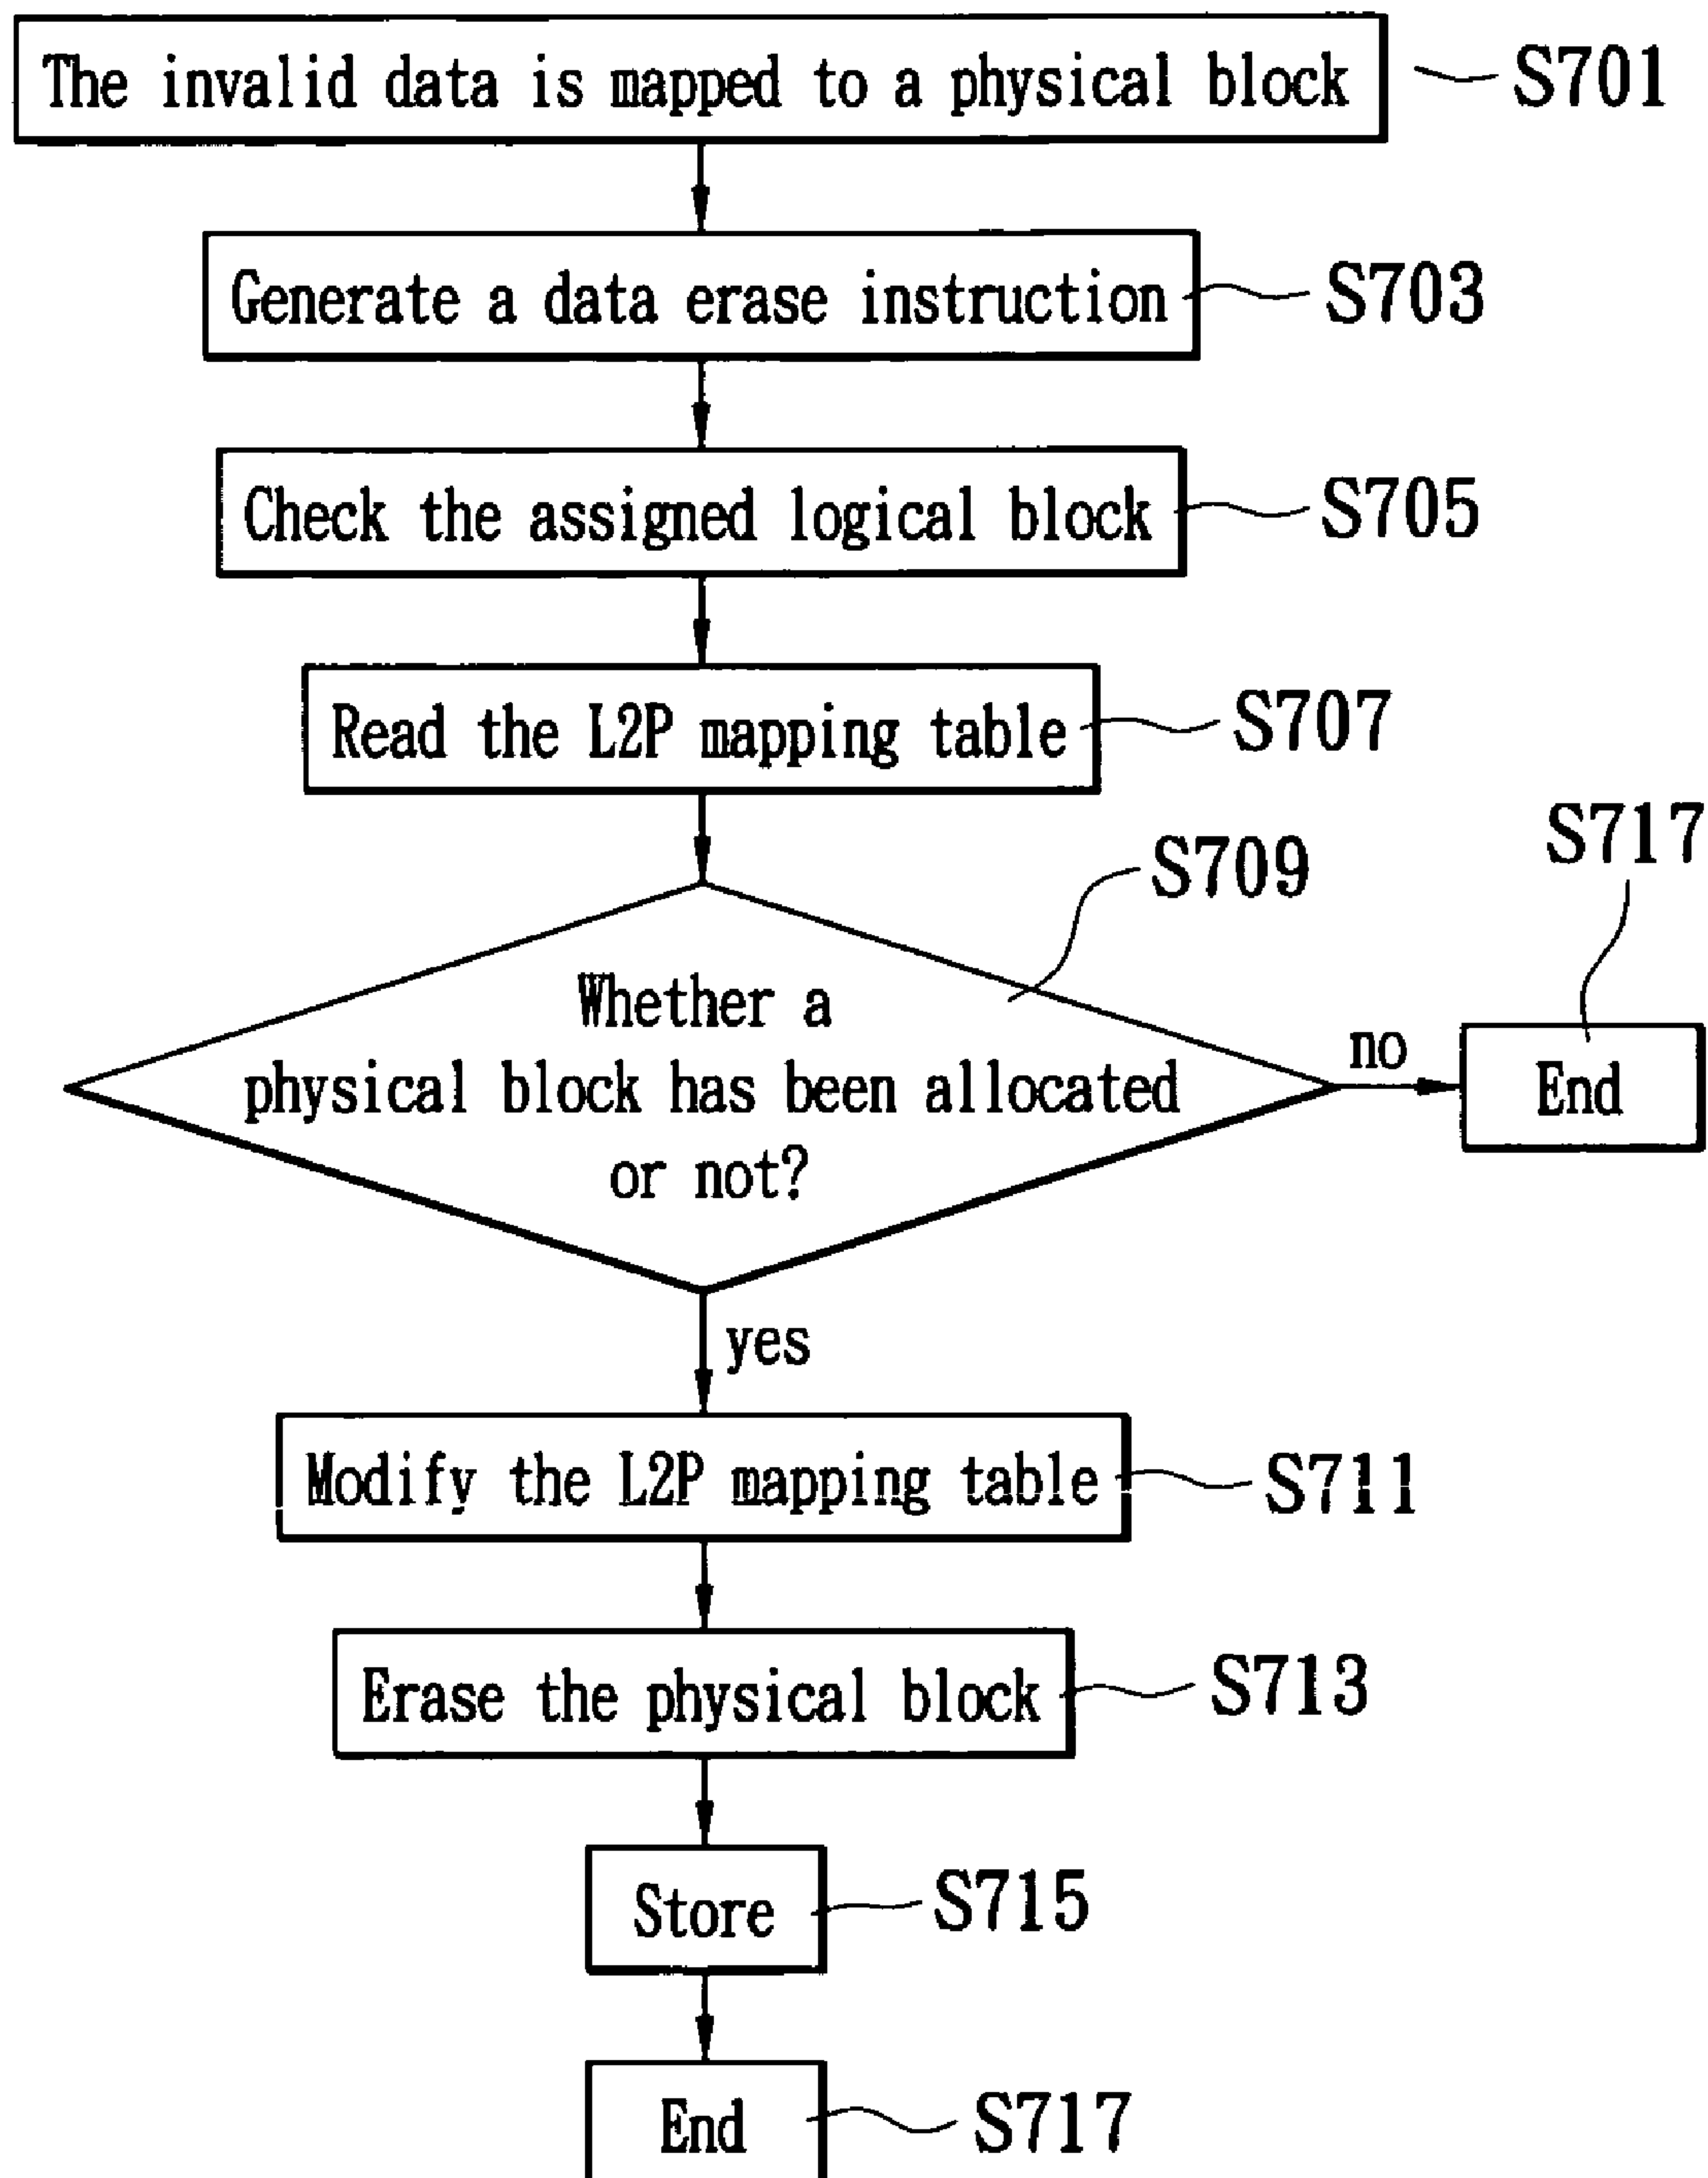 The invalid data is mapped to a physical block
S701
Generate a data erase instruction
S703
Check the assigned logical block
S705
Read the L2P mapping table
S707
S709
S717
Whether a
physical block has been allocated
or not?
no
End
yes
Modify the L2P mapping table
S711
Erase the physical block
S713
Store
S715
End
S717